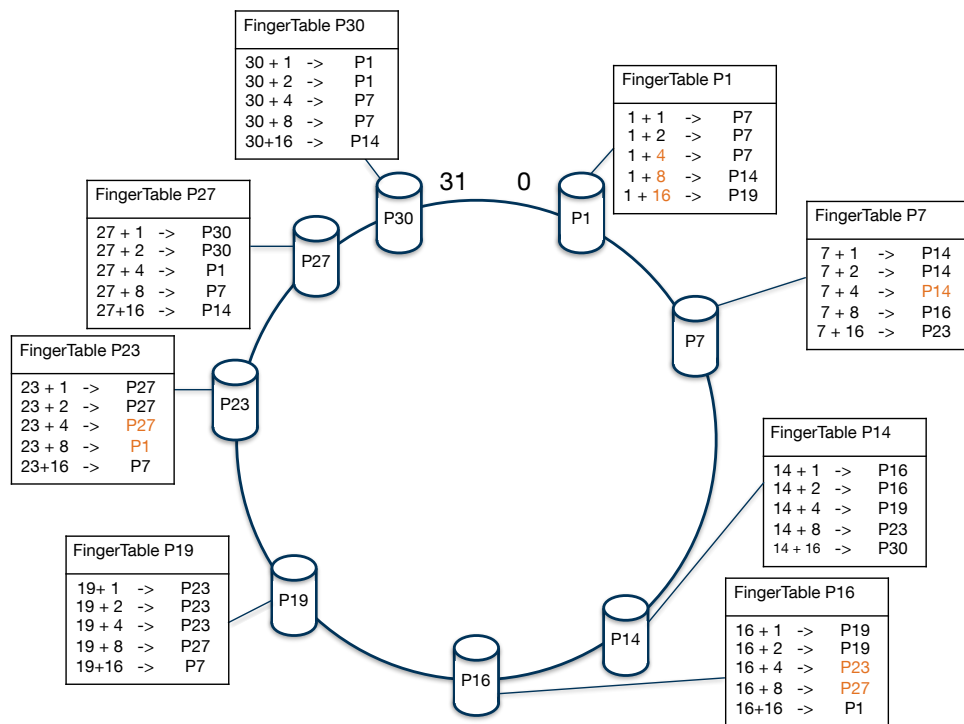 FingerTable P30
30 + 1 -> P1
30 + 2 -> P1
30 + 4 -> P7
30 + 8 -> P7
30+16 -> P14
FingerTable P1
1 + 1 -> P7
1 + 2 -> P7
1 + 4 -> P7
1 + 8 -> P14
1 + 16 -> P19
31 0
P30
P1
FingerTable P27
27 + 1 -> P30
27 + 2 -> P30
27 + 4 -> P1
27 + 8 -> P7
27+16 -> P14
P27
FingerTable P7
7 + 1 -> P14
7 + 2 -> P14
7 + 4 -> P14
7 + 8 -> P16
7 + 16 -> P23
P7
FingerTable P23
23 + 1 -> P27
23 + 2 -> P27
23 + 4 -> P27
23 + 8 -> P1
23+16 -> P7
P23
FingerTable P14
14 + 1 -> P16
14 + 2 -> P16
14 + 4 -> P19
14 + 8 -> P23
14 + 16 -> P30
P14
FingerTable P19
19+ 1 -> P23
19 + 2 -> P23
19 + 4 -> P23
19 + 8 -> P27
19+16 -> P7
P19
FingerTable P16
16 + 1 -> P19
16 + 2 -> P19
16 + 4 -> P23
16 + 8 -> P27
16+16 -> P1
P16